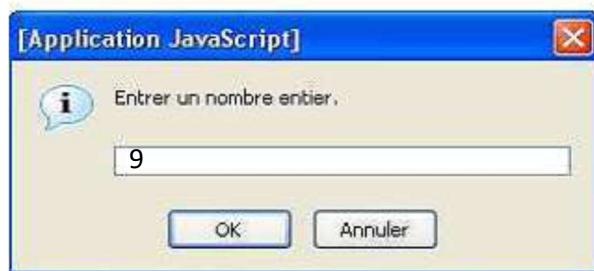 [Application JavaScript]
Entrer un nombre entier.
9
OK
Annuler